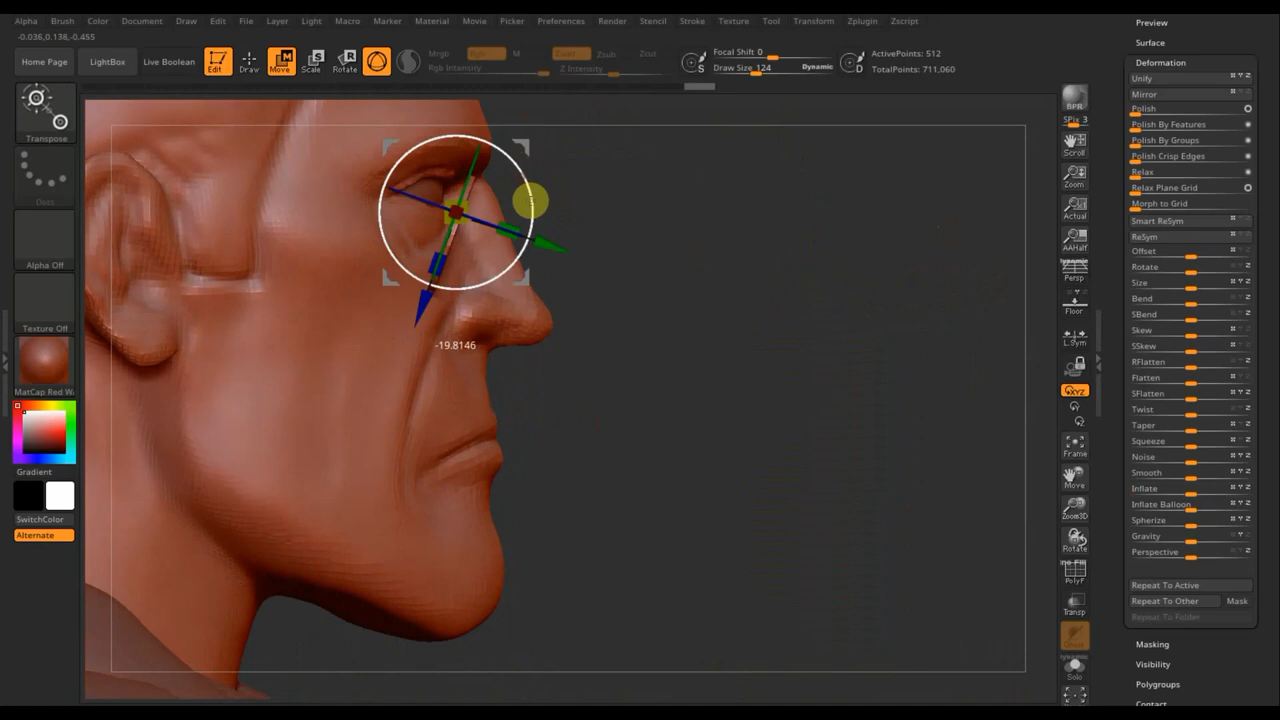 Alpha Brush Color Document Draw Edit File Layer Light Macro Marker Material Movie Picker Preferences Render Stencil Stroke Texture Tool Transform Zplugin Zscript
-0.036,0.138,-0.455
Home Page
LightBox
Live Boolean
Edit
Draw
Move
Scale
Rotate
Mrgb
Rgb
M
Rgb Intensity
Zadd
Zsub
Zcut
Z Intensity
S
Focal Shift 0
Draw Size 124
Dynamic
D
ActivePoints: 512
TotalPoints: 711,060
Transpose
Dots
Alpha Off
Texture Off
MatCap Red W
Gradient
SwitchColor
Alternate
-19.8146
BPR
SPix 3
Scroll
Zoom
Actual
AAHalf
Dynamic
Persp
Floor
L.Sym
XYZ
Frame
Move
Zoom3D
Rotate
PolyF
Transp
Dynamic
Solo
Preview
Surface
Deformation
Unify
Mirror
Polish
Polish By Features
Polish By Groups
Polish Crisp Edges
Relax
Relax Plane Grid
Morph to Grid
Smart ReSym
ReSym
Offset
Rotate
Size
Bend
SBend
Skew
SSkew
RFlatten
Flatten
SFlatten
Twist
Taper
Squeeze
Noise
Smooth
Inflate
Inflate Balloon
Spherize
Gravity
Perspective
Repeat To Active
Repeat To Other
Mask
Repeat To Folder
Masking
Visibility
Polygroups
Contact